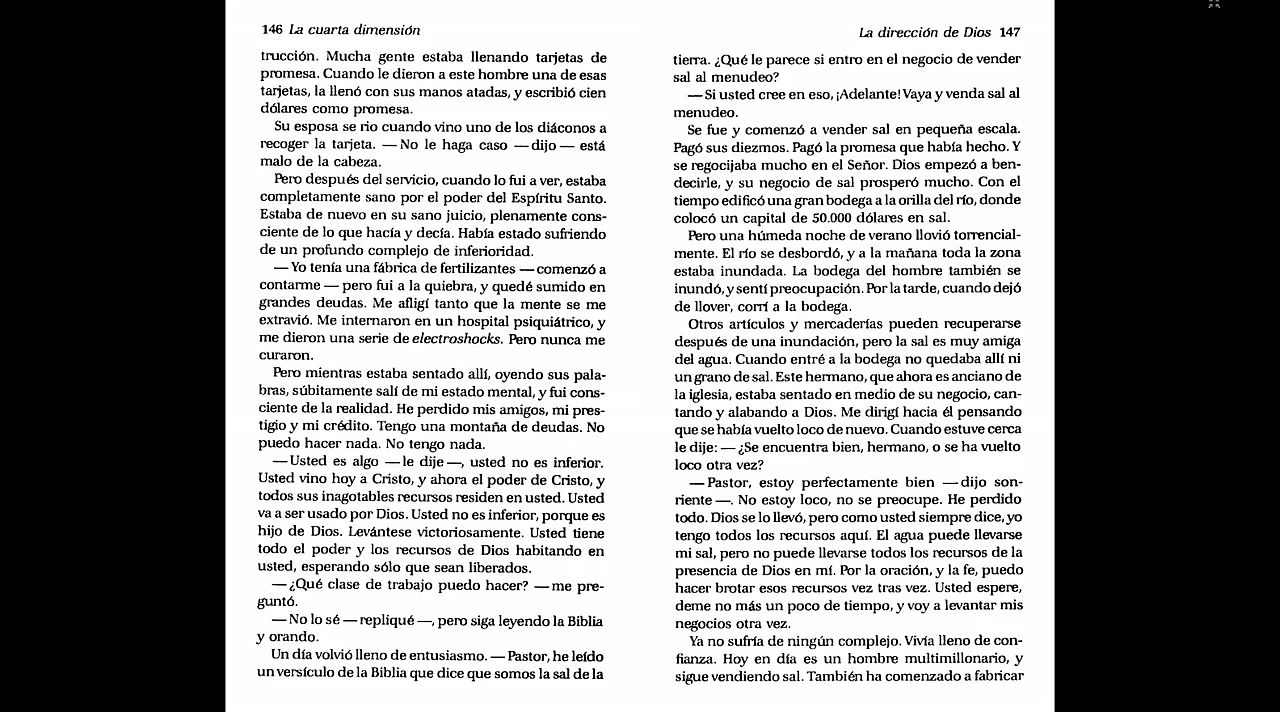 146 La cuarta dimensión
trucción. Mucha gente estaba llenando tarjetas de
promesa. Cuando le dieron a este hombre una de esas
tarjetas, la llenó con sus manos atadas, y escribió cien
dólares como promesa.
Su esposa se rio cuando vino uno de los diáconos a
recoger la tarjeta. —No le haga caso —dijo— está
malo de la cabeza.
Pero después del servicio, cuando lo fui a ver, estaba
completamente sano por el poder del Espíritu Santo.
Estaba de nuevo en su sano juicio, plenamente cons-
ciente de lo que hacía y decía. Había estado sufriendo
de un profundo complejo de inferioridad.
—Yo tenía una fábrica de fertilizantes —comenzó a
contarme — pero fui a la quiebra, y quedé sumido en
grandes deudas. Me afligí tanto que la mente se me
extravió. Me internaron en un hospital psiquiátrico, y
me dieron una serie de electroshocks. Pero nunca me
curaron.
Pero mientras estaba sentado allí, oyendo sus pala-
bras, súbitamente salí de mi estado mental, y fui cons-
ciente de la realidad. He perdido mis amigos, mi pres-
tigio y mi crédito. Tengo una montaña de deudas. No
puedo hacer nada. No tengo nada.
—Usted es algo —le dije—, usted no es inferior.
Usted vino hoy a Cristo, y ahora el poder de Cristo, y
todos sus inagotables recursos residen en usted. Usted
va a ser usado por Dios. Usted no es inferior, porque es
hijo de Dios. Levántese victoriosamente. Usted tiene
todo el poder y los recursos de Dios habitando en
usted, esperando sólo que sean liberados.
—¿Qué clase de trabajo puedo hacer? —me pre-
guntó.
—No lo sé — repliqué —, pero siga leyendo la Biblia
y orando.
Un día volvió lleno de entusiasmo. —Pastor, he leído
un versículo de la Biblia que dice que somos la sal de la
La dirección de Dios 147
tierra. ¿Qué le parece si entro en el negocio de vender
sal al menudeo?
—Si usted cree en eso, ¡Adelante! Vaya y venda sal al
menudeo.
Se fue y comenzó a vender sal en pequeña escala.
Pagó sus diezmos. Pagó la promesa que había hecho. Y
se regocijaba mucho en el Señor. Dios empezó a ben-
decirle, y su negocio de sal prosperó mucho. Con el
tiempo edificó una gran bodega a la orilla del río, donde
colocó un capital de 50.000 dólares en sal.
Pero una húmeda noche de verano llovió torrencial-
mente. El río se desbordó, y a la mañana toda la zona
estaba inundada. La bodega del hombre también se
inundó, y sentí preocupación. Por la tarde, cuando dejó
de llover, corrí a la bodega.
Otros artículos y mercaderías pueden recuperarse
después de una inundación, pero la sal es muy amiga
del agua. Cuando entré a la bodega no quedaba allí ni
un grano de sal. Este hermano, que ahora es anciano de
la iglesia, estaba sentado en medio de su negocio, can-
tando y alabando a Dios. Me dirigí hacia él pensando
que se había vuelto loco de nuevo. Cuando estuve cerca
le dije: —¿Se encuentra bien, hermano, o se ha vuelto
loco otra vez?
—Pastor, estoy perfectamente bien —dijo son-
riente —. No estoy loco, no se preocupe. He perdido
todo. Dios se lo llevó, pero como usted siempre dice, yo
tengo todos los recursos aquí. El agua puede llevarse
mi sal, pero no puede llevarse todos los recursos de la
presencia de Dios en mí. Por la oración, y la fe, puedo
hacer brotar esos recursos vez tras vez. Usted espere,
deme no más un poco de tiempo, y voy a levantar mis
negocios otra vez.
Ya no sufría de ningún complejo. Vivía lleno de con-
fianza. Hoy en día es un hombre multimillonario, y
sigue vendiendo sal. También ha comenzado a fabricar